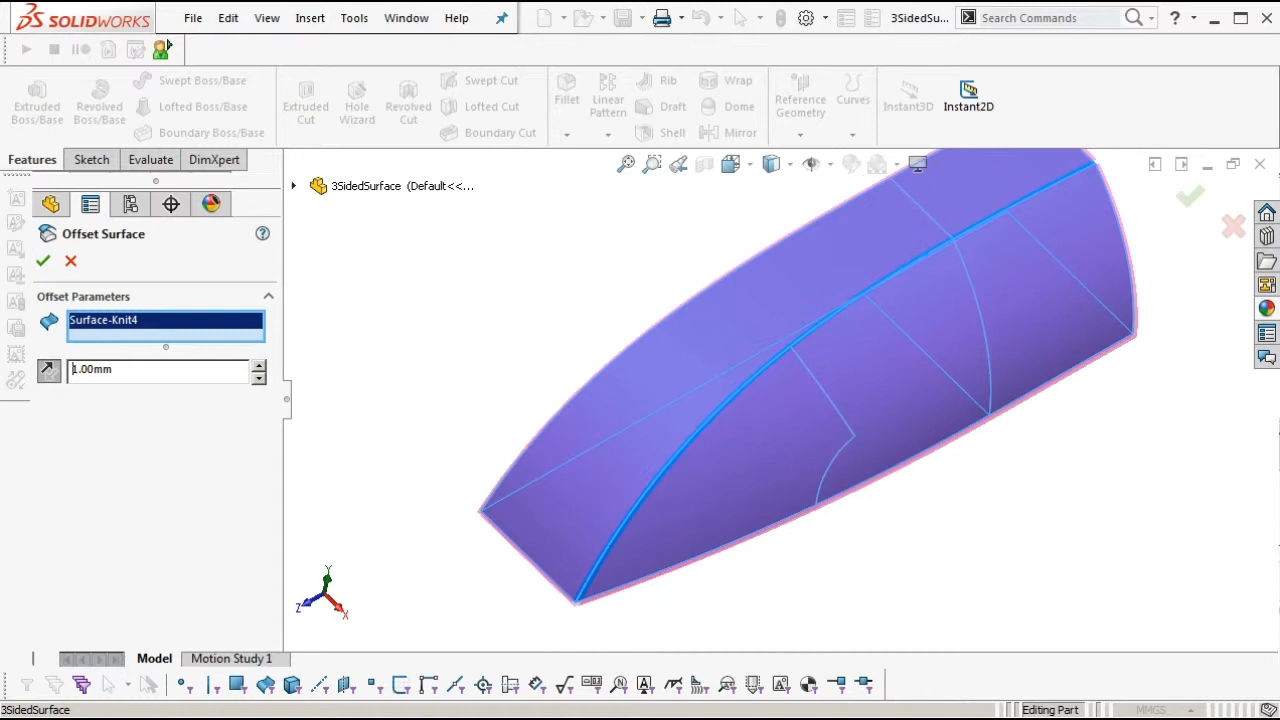 SOLIDWORKS File Edit View Insert Tools Window Help 3SidedSu... Search Commands ?
Extruded Boss/Base
Revolved Boss/Base
Swept Boss/Base
Lofted Boss/Base
Boundary Boss/Base
Extruded Cut
Hole Wizard
Revolved Cut
Swept Cut
Lofted Cut
Boundary Cut
Fillet
Linear Pattern
Rib
Draft
Shell
Wrap
Dome
Mirror
Reference Geometry
Curves
Instant3D
Instant2D
Features Sketch Evaluate DimXpert
3SidedSurface (Default<<...
Offset Surface
Offset Parameters
Surface-Knit4
1.00mm
Y
Z
X
Model Motion Study 1
3SidedSurface Editing Part MMGS